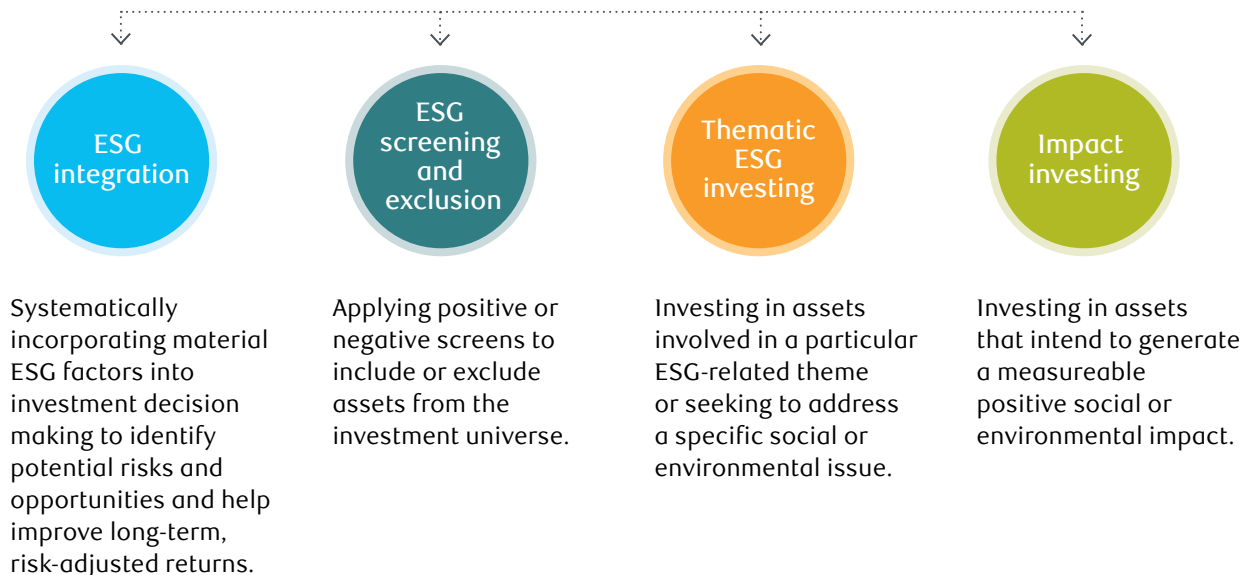 ESG
integration
ESG
screening
and
exclusion
Thematic
ESG
investing
Impact
investing
Systematically
incorporating material
ESG factors into
investment decision
making to identify
potential risks and
opportunities and help
improve long-term,
risk-adjusted returns.
Applying positive or
negative screens to
include or exclude
assets from the
investment universe.
Investing in assets
involved in a particular
ESG-related theme
or seeking to address
a specific social or
environmental issue.
Investing in assets
that intend to generate
a measureable
positive social or
environmental impact.